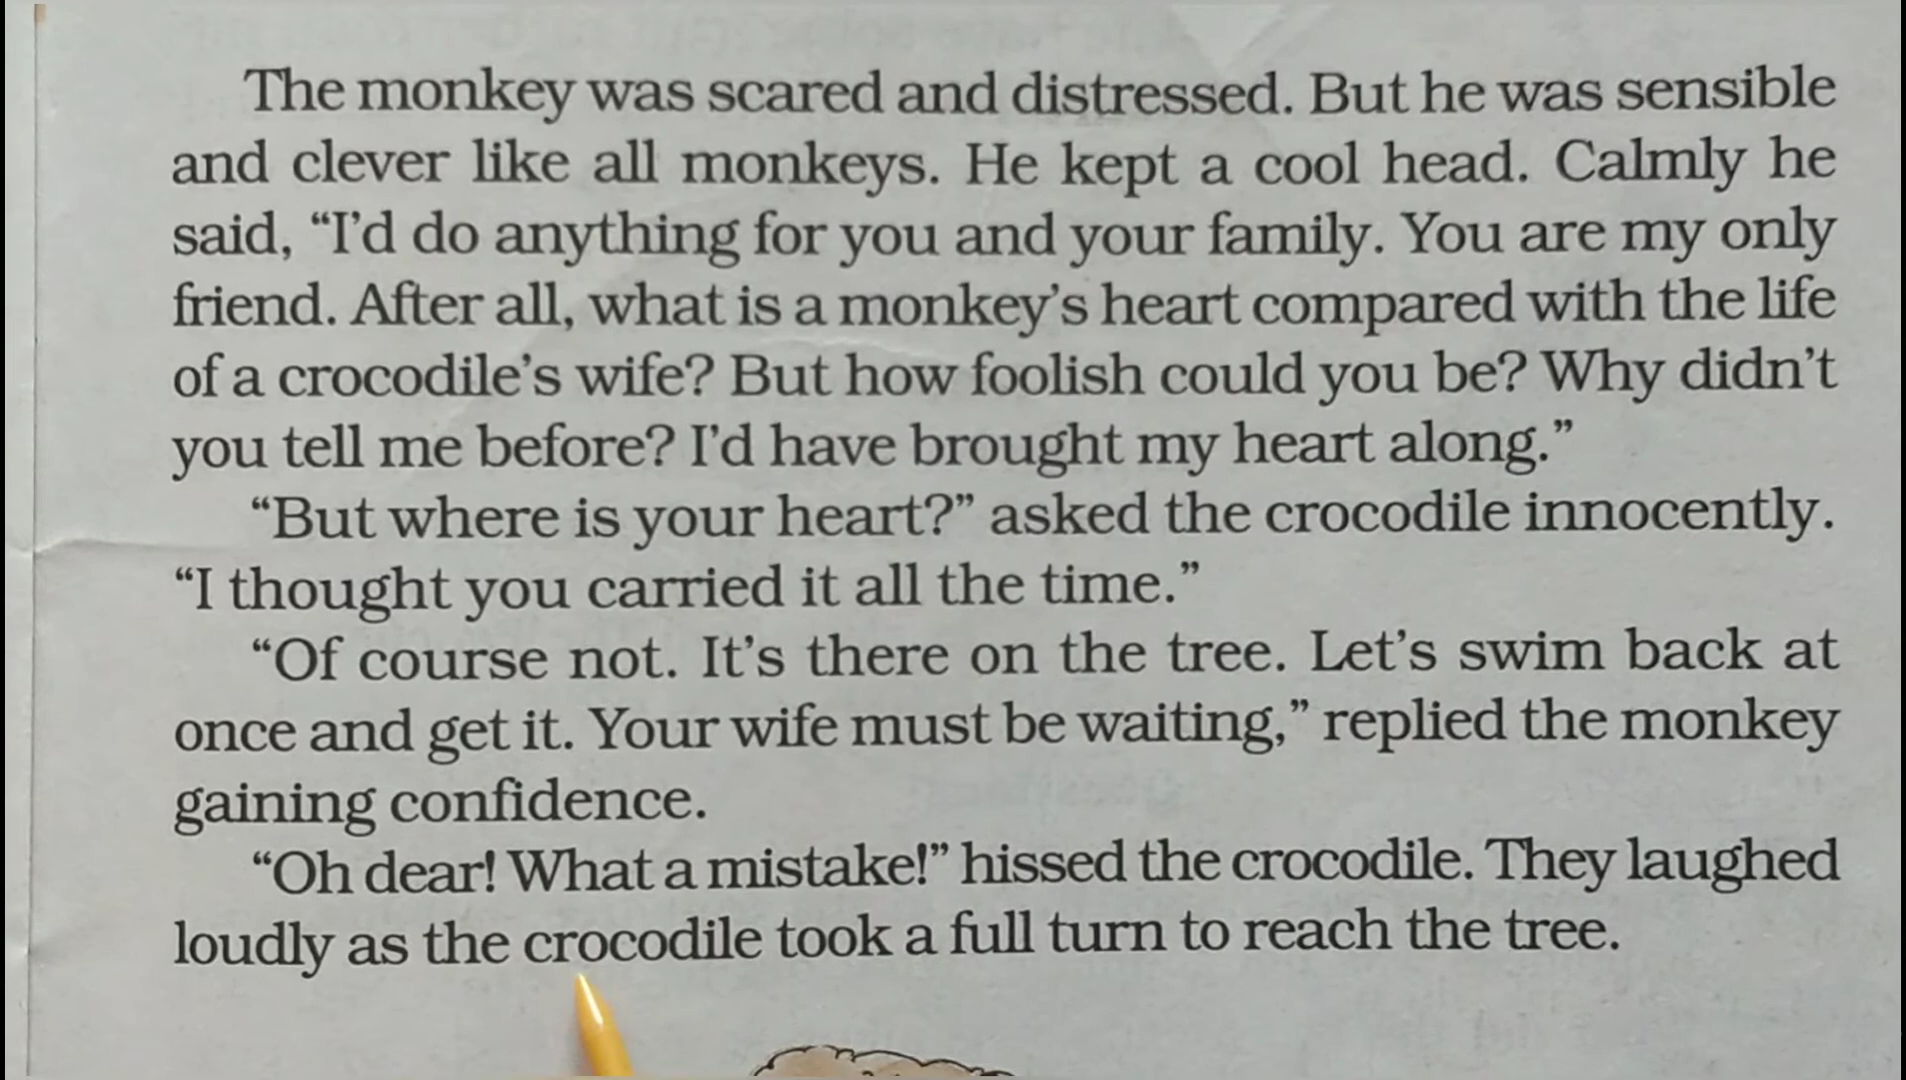 The monkey was scared and distressed. But he was sensible
and clever like all monkeys. He kept a cool head. Calmly he
said, “I’d do anything for you and your family. You are my only
friend. After all, what is a monkey’s heart compared with the life
of a crocodile’s wife? But how foolish could you be? Why didn’t
you tell me before? I’d have brought my heart along.”
“But where is your heart?” asked the crocodile innocently.
“I thought you carried it all the time.”
“Of course not. It’s there on the tree. Let’s swim back at
once and get it. Your wife must be waiting,” replied the monkey
gaining confidence.
“Oh dear! What a mistake!” hissed the crocodile. They laughed
loudly as the crocodile took a full turn to reach the tree.